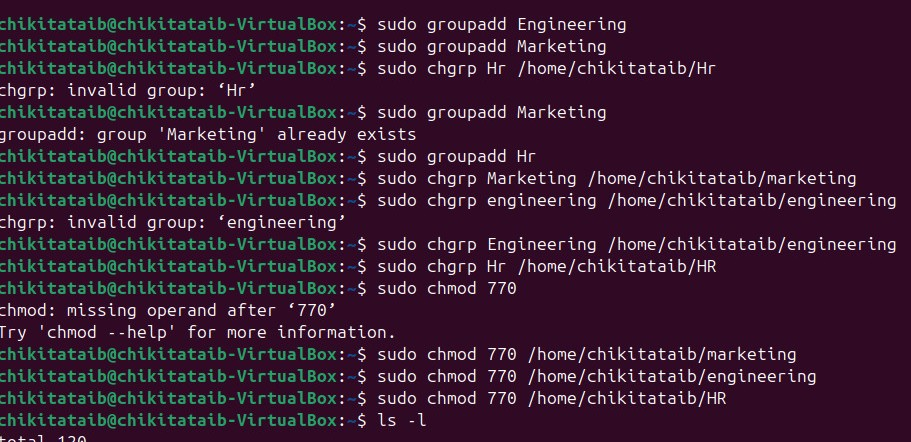 chikitataib@chikitataib-VirtualBox:~$ sudo groupadd Engineering
chikitataib@chikitataib-VirtualBox:~$ sudo groupadd Marketing
chikitataib@chikitataib-VirtualBox:~$ sudo chgrp Hr /home/chikitataib/Hr
chgrp: invalid group: ‘Hr’
chikitataib@chikitataib-VirtualBox:~$ sudo groupadd Marketing
groupadd: group 'Marketing' already exists
chikitataib@chikitataib-VirtualBox:~$ sudo groupadd Hr
chikitataib@chikitataib-VirtualBox:~$ sudo chgrp Marketing /home/chikitataib/marketing
chikitataib@chikitataib-VirtualBox:~$ sudo chgrp engineering /home/chikitataib/engineering
chgrp: invalid group: ‘engineering’
chikitataib@chikitataib-VirtualBox:~$ sudo chgrp Engineering /home/chikitataib/engineering
chikitataib@chikitataib-VirtualBox:~$ sudo chgrp Hr /home/chikitataib/HR
chikitataib@chikitataib-VirtualBox:~$ sudo chmod 770
chmod: missing operand after ‘770’
Try 'chmod --help' for more information.
chikitataib@chikitataib-VirtualBox:~$ sudo chmod 770 /home/chikitataib/marketing
chikitataib@chikitataib-VirtualBox:~$ sudo chmod 770 /home/chikitataib/engineering
chikitataib@chikitataib-VirtualBox:~$ sudo chmod 770 /home/chikitataib/HR
chikitataib@chikitataib-VirtualBox:~$ ls -l
total 120